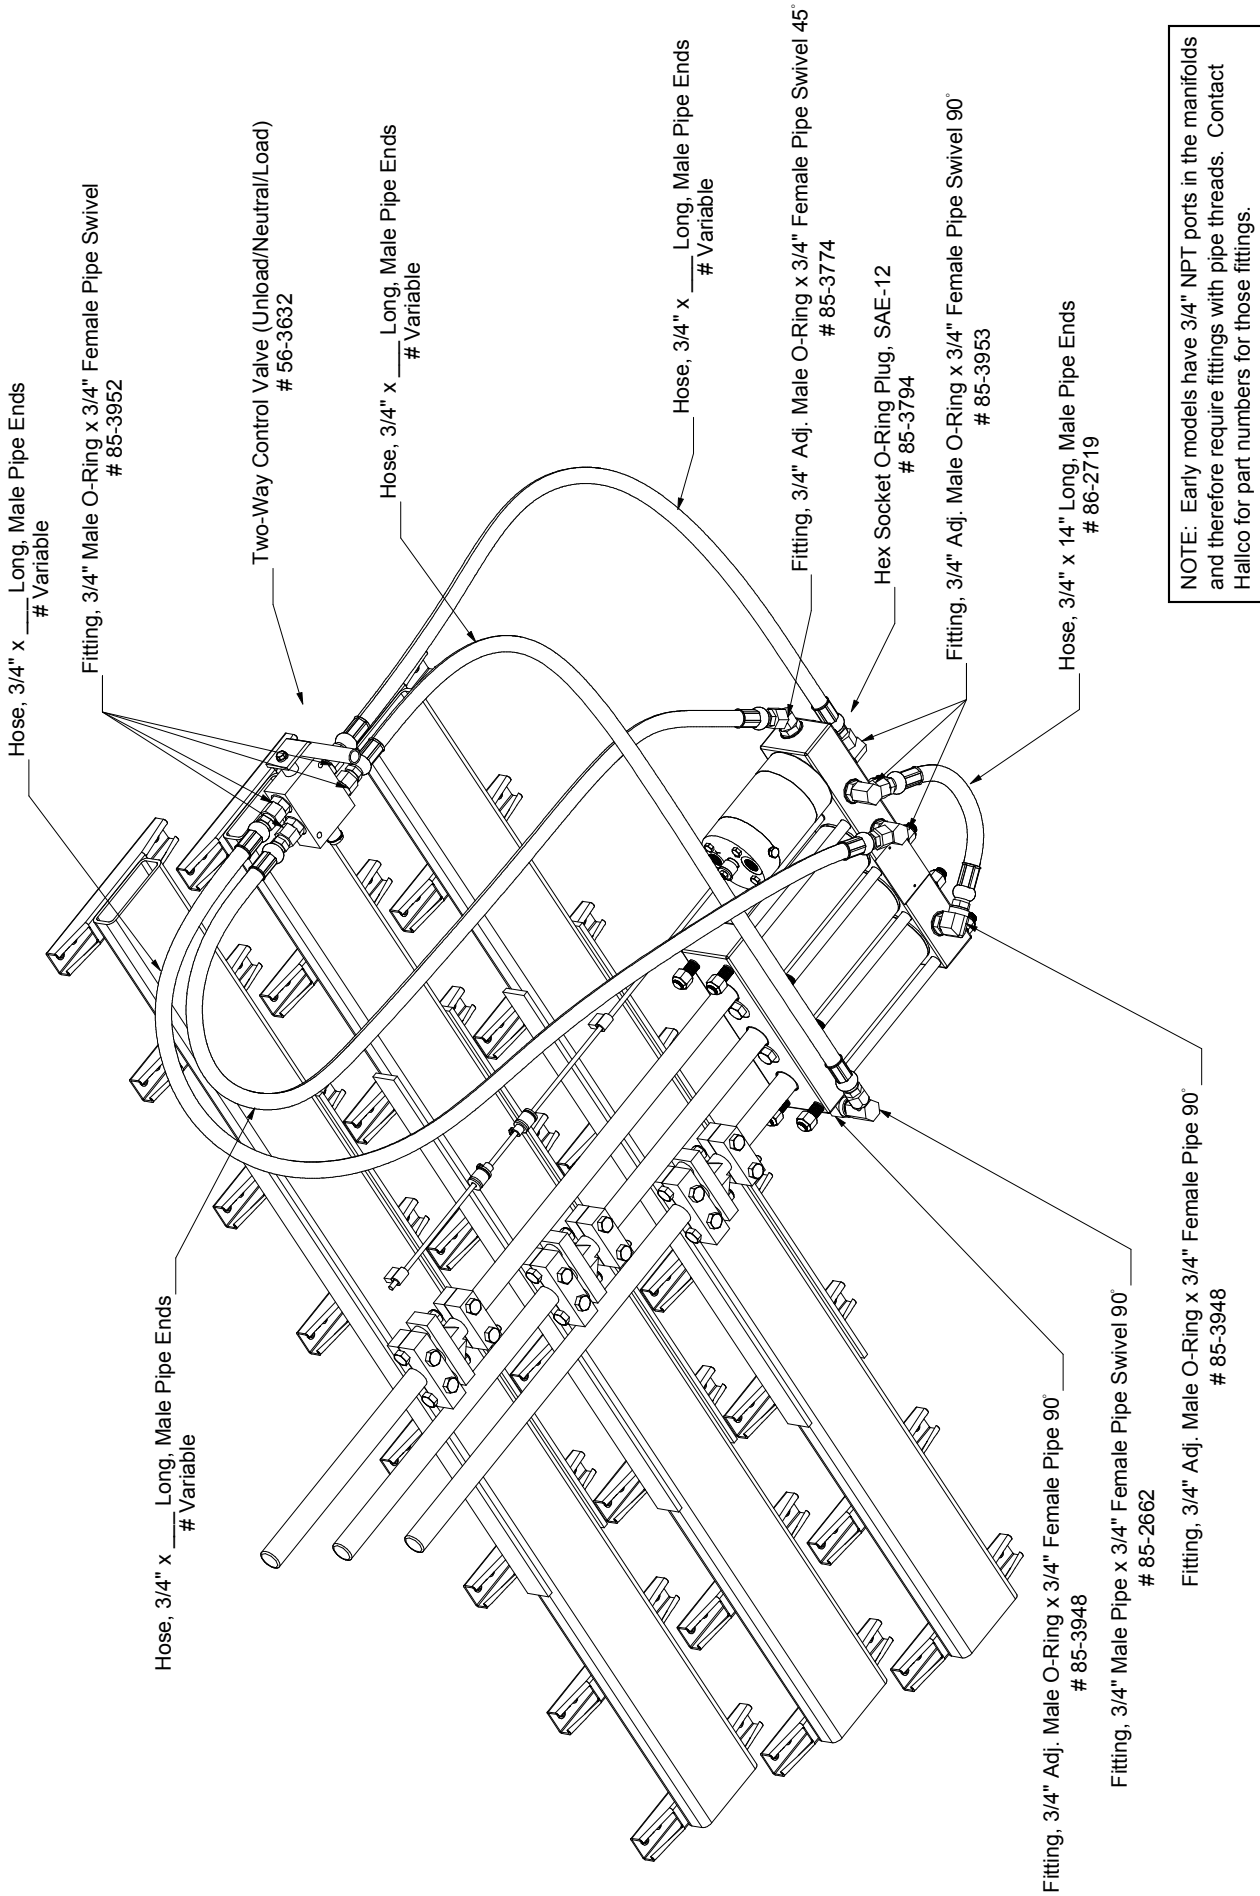 Hose, 3/4" x ___ Long, Male Pipe Ends
# Variable
Fitting, 3/4" Male O-Ring x 3/4" Female Pipe Swivel
# 85-3952
Two-Way Control Valve (Unload/Neutral/Load)
# 56-3632
Hose, 3/4" x ___ Long, Male Pipe Ends
# Variable
Hose, 3/4" x ___ Long, Male Pipe Ends
# Variable
Fitting, 3/4" Adj. Male O-Ring x 3/4" Female Pipe Swivel 45°
# 85-3774
Hex Socket O-Ring Plug, SAE-12
# 85-3794
Fitting, 3/4" Adj. Male O-Ring x 3/4" Female Pipe Swivel 90°
# 85-3953
Hose, 3/4" x 14" Long, Male Pipe Ends
# 86-2719
NOTE: Early models have 3/4" NPT ports in the manifolds
and therefore require fittings with pipe threads. Contact
Hallco for part numbers for those fittings.
Hose, 3/4" x ___ Long, Male Pipe Ends
# Variable
Fitting, 3/4" Adj. Male O-Ring x 3/4" Female Pipe 90°
# 85-3948
Fitting, 3/4" Male Pipe x 3/4" Female Pipe Swivel 90°
# 85-2662
Fitting, 3/4" Adj. Male O-Ring x 3/4" Female Pipe 90°
# 85-3948